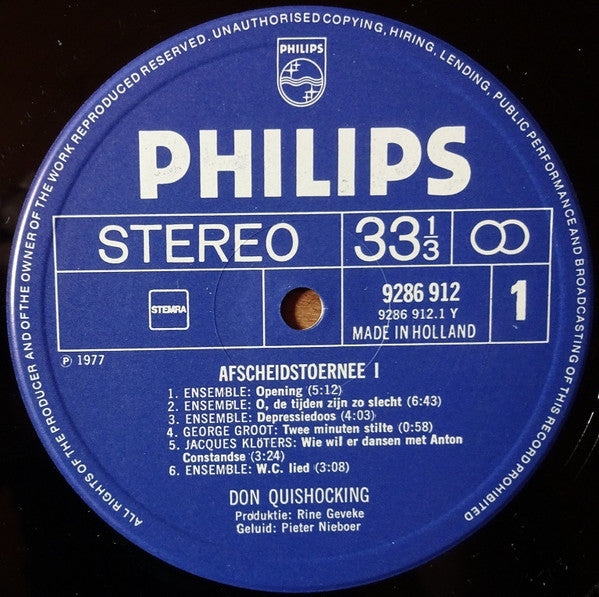 ALL RIGHTS OF THE PRODUCER AND OF THE OWNER OF THE WORK REPRODUCED RESERVED. UNAUTHORISED COPYING, HIRING, LENDING, PUBLIC PERFORMANCE AND BROADCASTING OF THIS RECORD PROHIBITED
PHILIPS
PHILIPS
STEREO 33 1/3
STEMRA
9286 912
9286 912.1 Y
MADE IN HOLLAND
1
℗ 1977
AFSCHEIDSTOERNEE I
1. ENSEMBLE: Opening (5:12)
2. ENSEMBLE: O, de tijden zijn zo slecht (6:43)
3. ENSEMBLE: Depressiedoos (4:03)
4. GEORGE GROOT: Twee minuten stilte (0:58)
5. JACQUES KLÖTERS: Wie wil er dansen met Anton
Constandse (3:24)
6. ENSEMBLE: W.C. lied (3:08)
DON QUISHOCKING
Produktie: Rine Geveke
Geluid: Pieter Nieboer